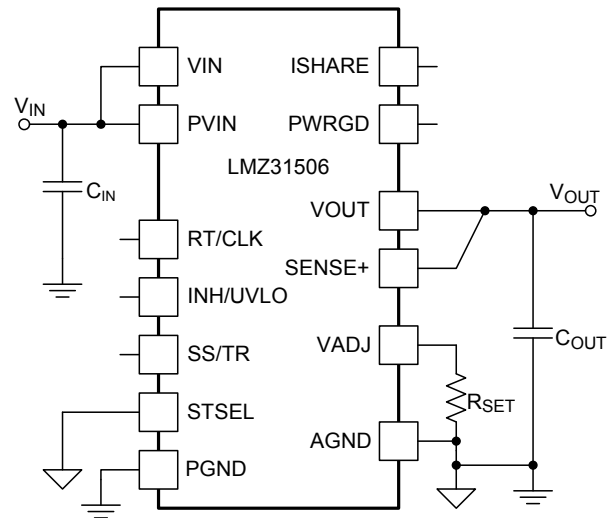 VIN
ISHARE
VIN
PVIN
PWRGD
LMZ31506
CIN
VOUT
VOUT
RT/CLK
SENSE+
INH/UVLO
SS/TR
VADJ
COUT
RSET
STSEL
AGND
PGND